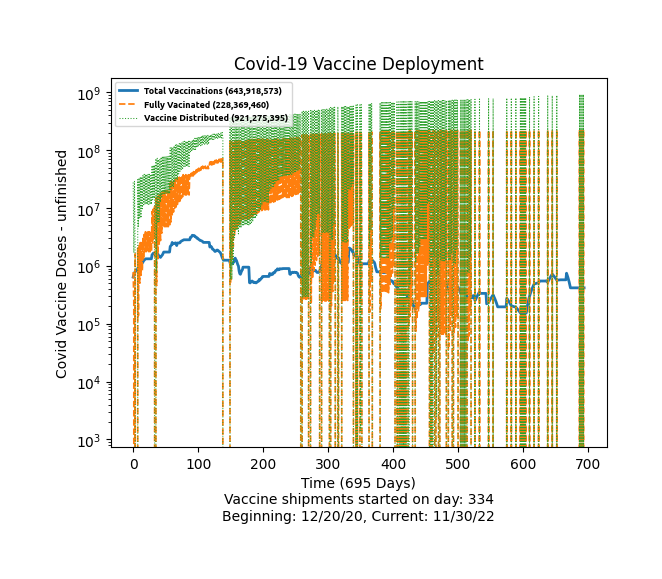 Covid-19 Vaccine Deployment
Total Vaccinations (643,918,573)
Fully Vacinated (228,369,460)
Vaccine Distributed (921,275,395)
Covid Vaccine Doses - unfinished
10⁹
10⁸
10⁷
10⁶
10⁵
10⁴
10³
0 100 200 300 400 500 600 700
Time (695 Days)
Vaccine shipments started on day: 334
Beginning: 12/20/20, Current: 11/30/22